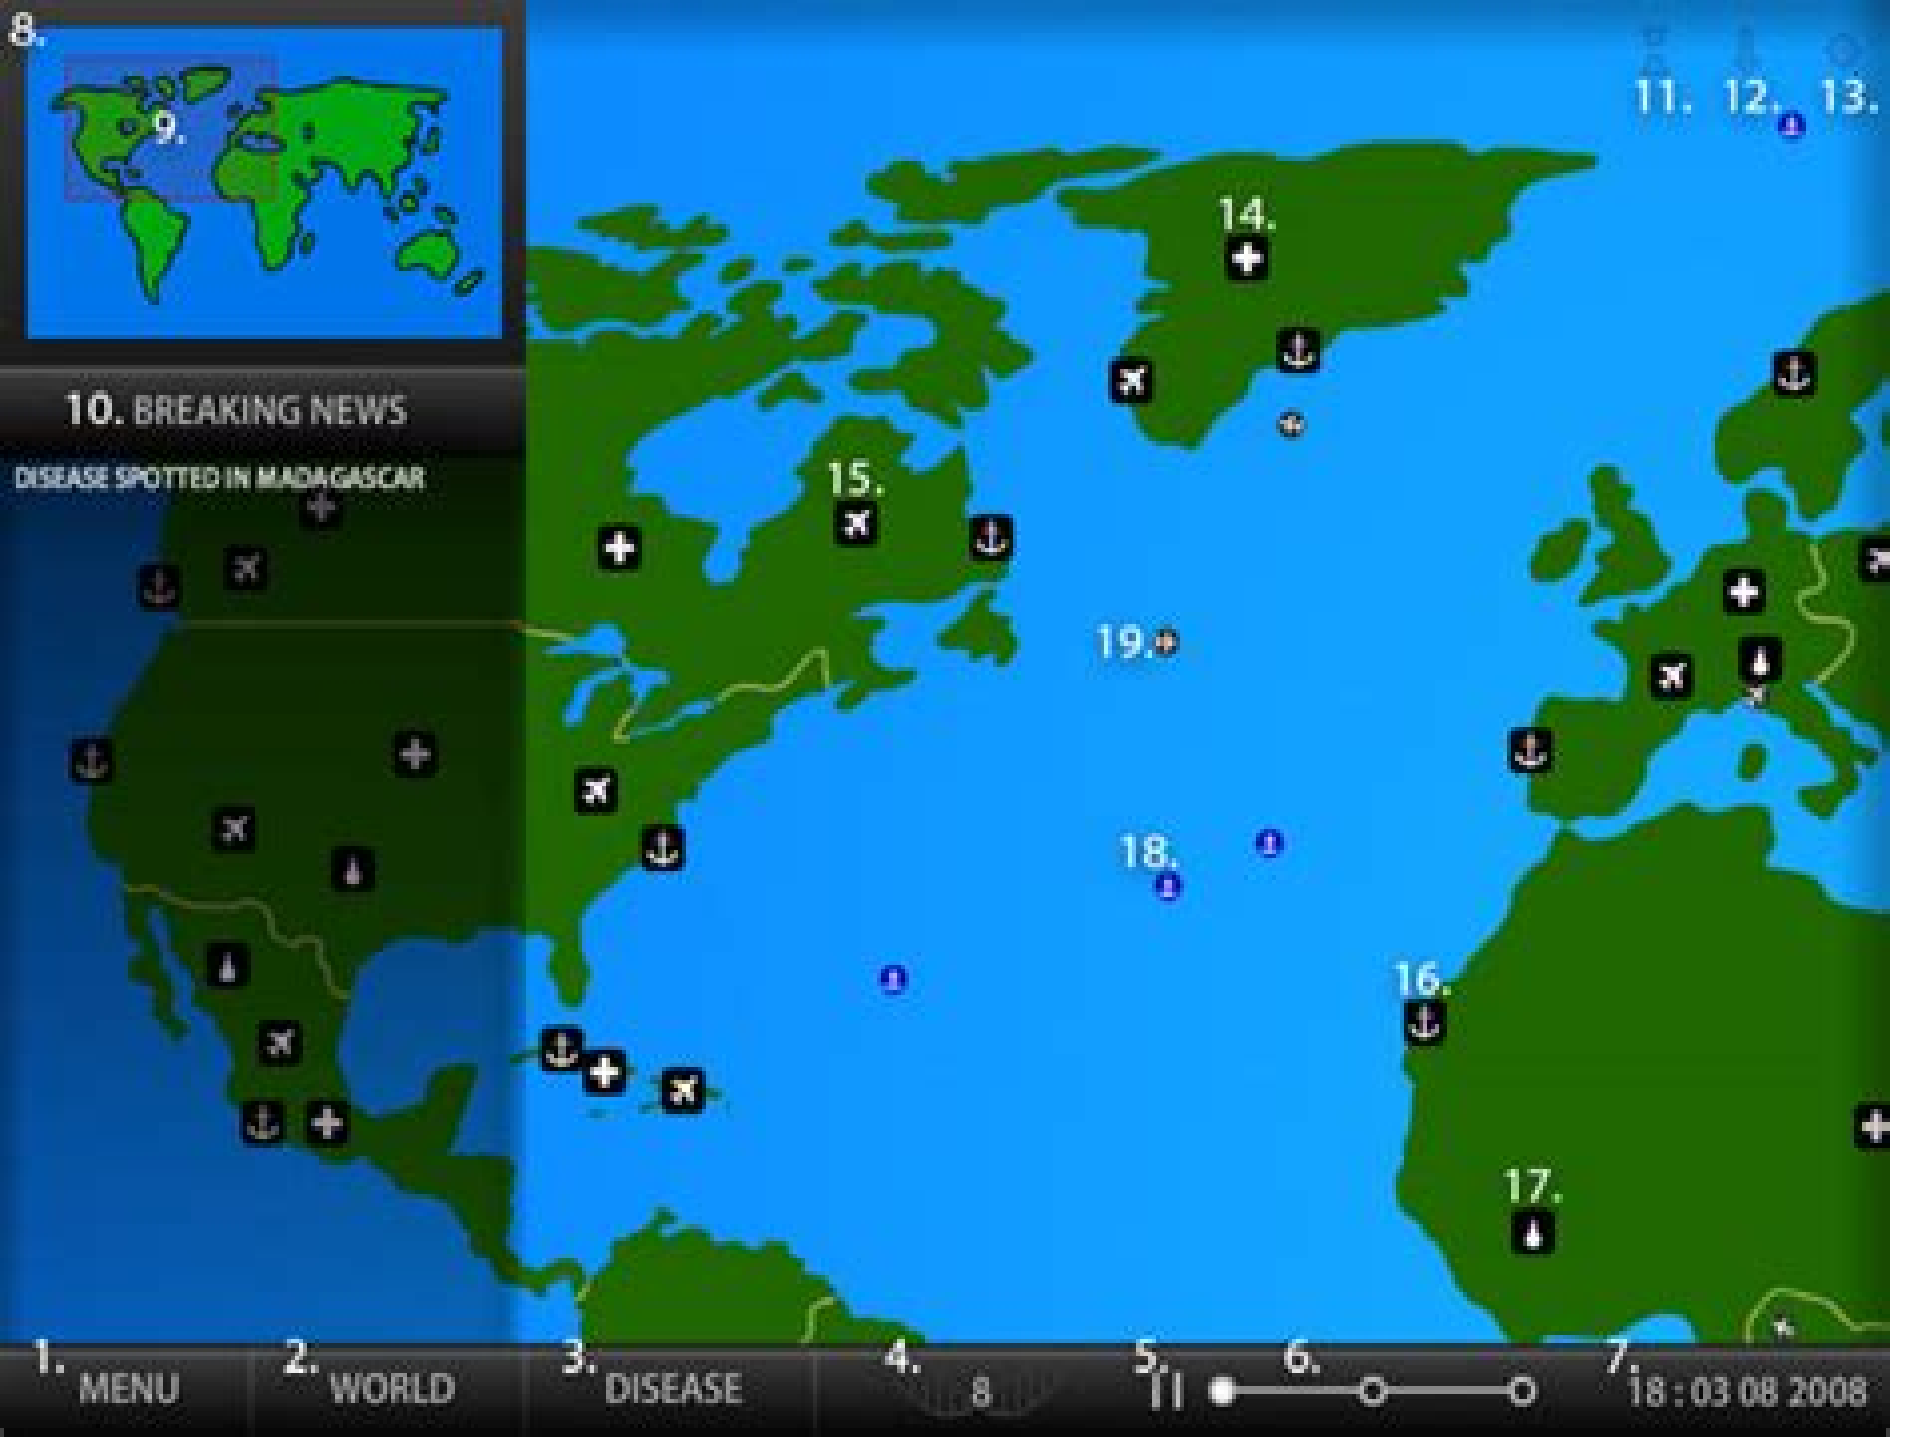 8.
9.
10. BREAKING NEWS
DISEASE SPOTTED IN MADAGASCAR
11. 12. 13.
14.
15.
19.
18.
16.
17.
1. MENU
2. WORLD
3. DISEASE
4. 8
5.
6.
7. 18 : 03 08 2008